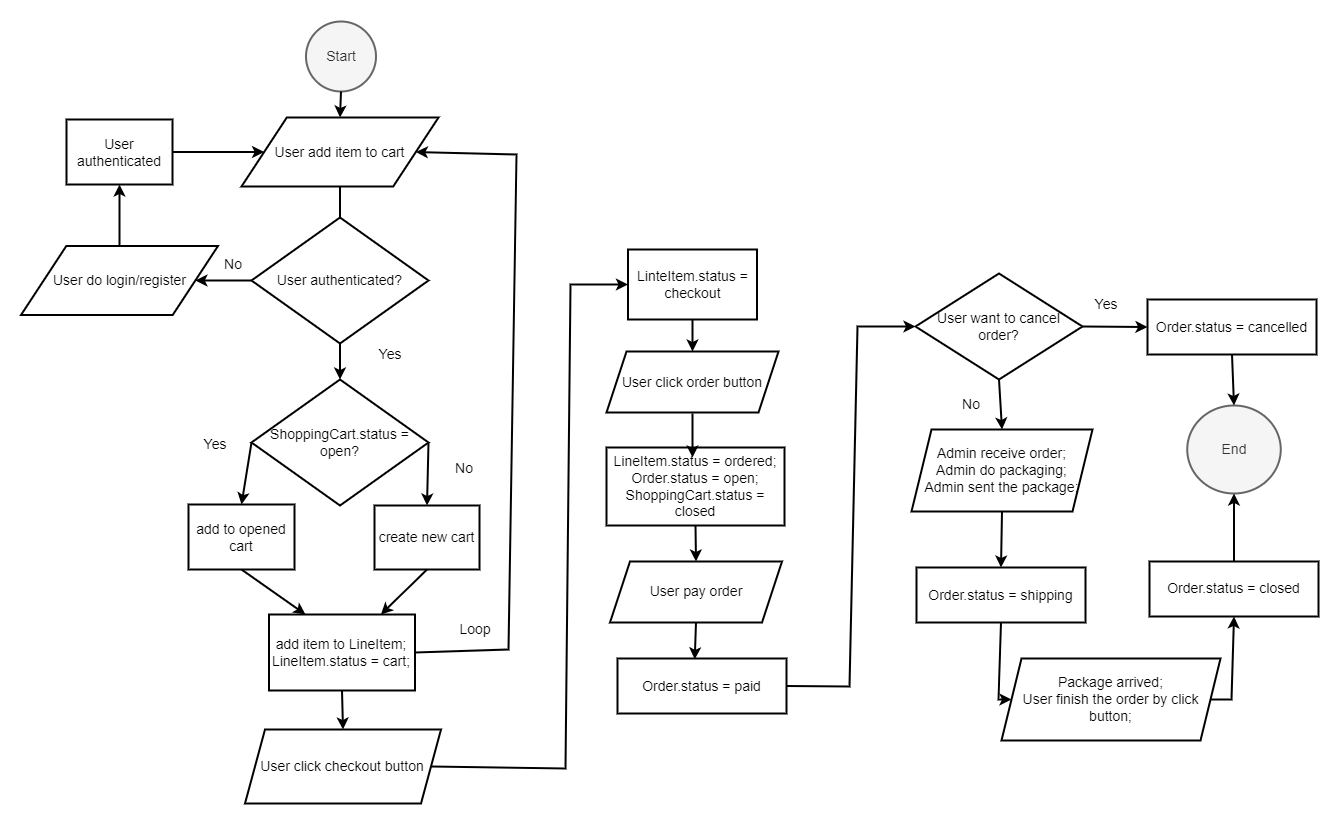 Start
User add item to cart
User
authenticated
User do login/register
No
User authenticated?
Yes
ShoppingCart.status =
open?
Yes
No
add to opened
cart
create new cart
add item to LineItem;
LineItem.status = cart;
Loop
User click checkout button
LinteItem.status =
checkout
User click order button
LineItem.status = ordered;
Order.status = open;
ShoppingCart.status =
closed
User pay order
Order.status = paid
User want to cancel
order?
Yes
Order.status = cancelled
No
Admin receive order;
Admin do packaging;
Admin sent the package;
End
Order.status = shipping
Order.status = closed
Package arrived;
User finish the order by click
button;